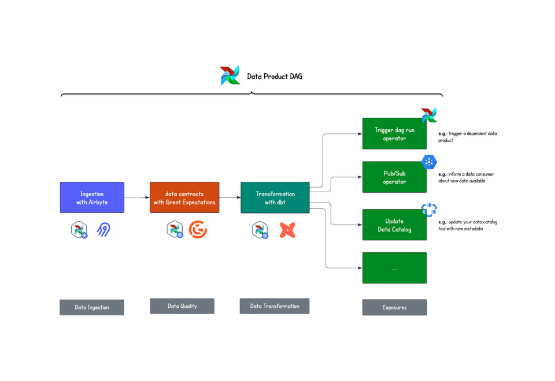 Data Product DAG
Trigger dag run
operator
e.g.: trigger a dependent data
product
Pub/Sub
operator
e.g.: inform a data consumer
about new data available.
Ingestion
with Airbyte
data contracts
with Great Expectations
Transformation
with dbt
Update
Data Catalog
e.g.: update your data catalog
tool with new metadata
...
Data Ingestion
Data Quality
Data Transformation
Exposures